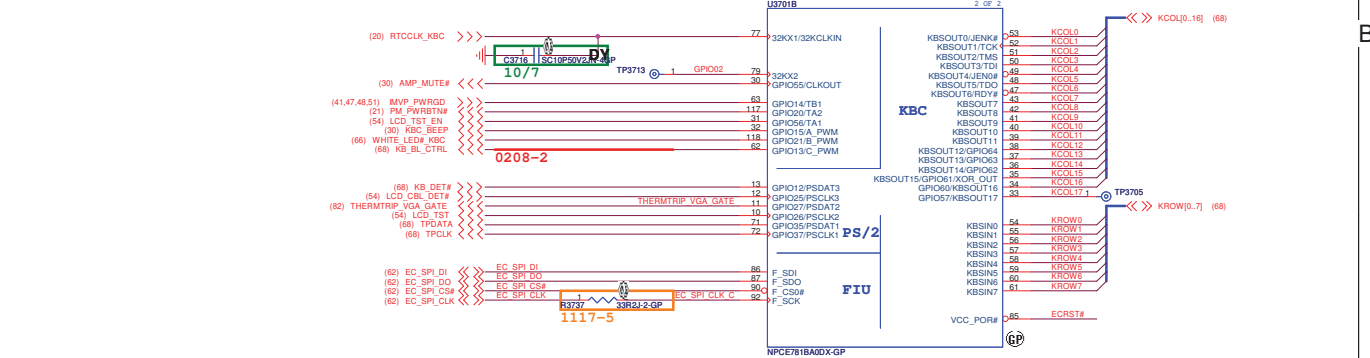 U3701B 2 OF 2
(20) RTCCLK_KBC 77 32KX1/32KCLKIN
C3716 1 SC10P50V2JN-4GP DY
10/7
TP3713 1 GPIO02 79 32KX2
(30) AMP_MUTE# 30 GPIO55/CLKOUT
(41,47,48,51) IMVP_PWRGD 63 GPIO14/TB1
(21) PM_PWRBTN# 117 GPIO20/TA2
(54) LCD_TST_EN 31 GPIO56/TA1
(30) KBC_BEEP 32 GPIO15/A_PWM
(66) WHITE_LED#_KBC 118 GPIO21/B_PWM
(68) KB_BL_CTRL 62 GPIO13/C_PWM
0208-2
(68) KB_DET# 13 GPIO12/PSDAT3
(54) LCD_CBL_DET# 12 GPIO25/PSCLK3
(82) THERMTRIP_VGA_GATE THERMTRIP_VGA_GATE 11 GPIO27/PSDAT2
(54) LCD_TST 10 GPIO26/PSCLK2
(68) TPDATA 71 GPIO35/PSDAT1
(68) TPCLK 72 GPIO37/PSCLK1
(62) EC_SPI_DI EC_SPI_DI 86 F_SDI
(62) EC_SPI_DO EC_SPI_DO 87 F_SDO
(62) EC_SPI_CS# EC_SPI_CS# 90 F_CS0#
(62) EC_SPI_CLK EC_SPI_CLK EC_SPI_CLK_C 92 F_SCK
R3737 1 33R2J-2-GP
1117-5
KBC
PS/2
FIU
KBSOUT0/JENK# 53 KCOL0
KBSOUT1/TCK 52 KCOL1
KBSOUT2/TMS 51 KCOL2
KBSOUT3/TDI 50 KCOL3
KBSOUT4/JEN0# 49 KCOL4
KBSOUT5/TDO 48 KCOL5
KBSOUT6/RDY# 47 KCOL6
KBSOUT7 43 KCOL7
KBSOUT8 42 KCOL8
KBSOUT9 41 KCOL9
KBSOUT10 40 KCOL10
KBSOUT11 39 KCOL11
KBSOUT12/GPIO64 38 KCOL12
KBSOUT13/GPIO63 37 KCOL13
KBSOUT14/GPIO62 36 KCOL14
KBSOUT15/GPIO61/XOR_OUT 35 KCOL15
GPIO60/KBSOUT16 34 KCOL16
GPIO57/KBSOUT17 33 KCOL17 1 TP3705
KCOL[0..16] (68)
KROW[0..7] (68)
KBSIN0 54 KROW0
KBSIN1 55 KROW1
KBSIN2 56 KROW2
KBSIN3 57 KROW3
KBSIN4 58 KROW4
KBSIN5 59 KROW5
KBSIN6 60 KROW6
KBSIN7 61 KROW7
VCC_POR# 85 ECRST#
GP
NPCE781BA0DX-GP
B